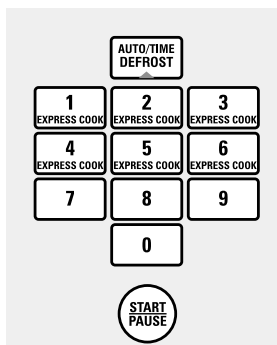 AUTO/TIME
DEFROST
1 2 3
EXPRESS COOK EXPRESS COOK EXPRESS COOK
4 5 6
EXPRESS COOK EXPRESS COOK EXPRESS COOK
7 8 9
0
START
PAUSE